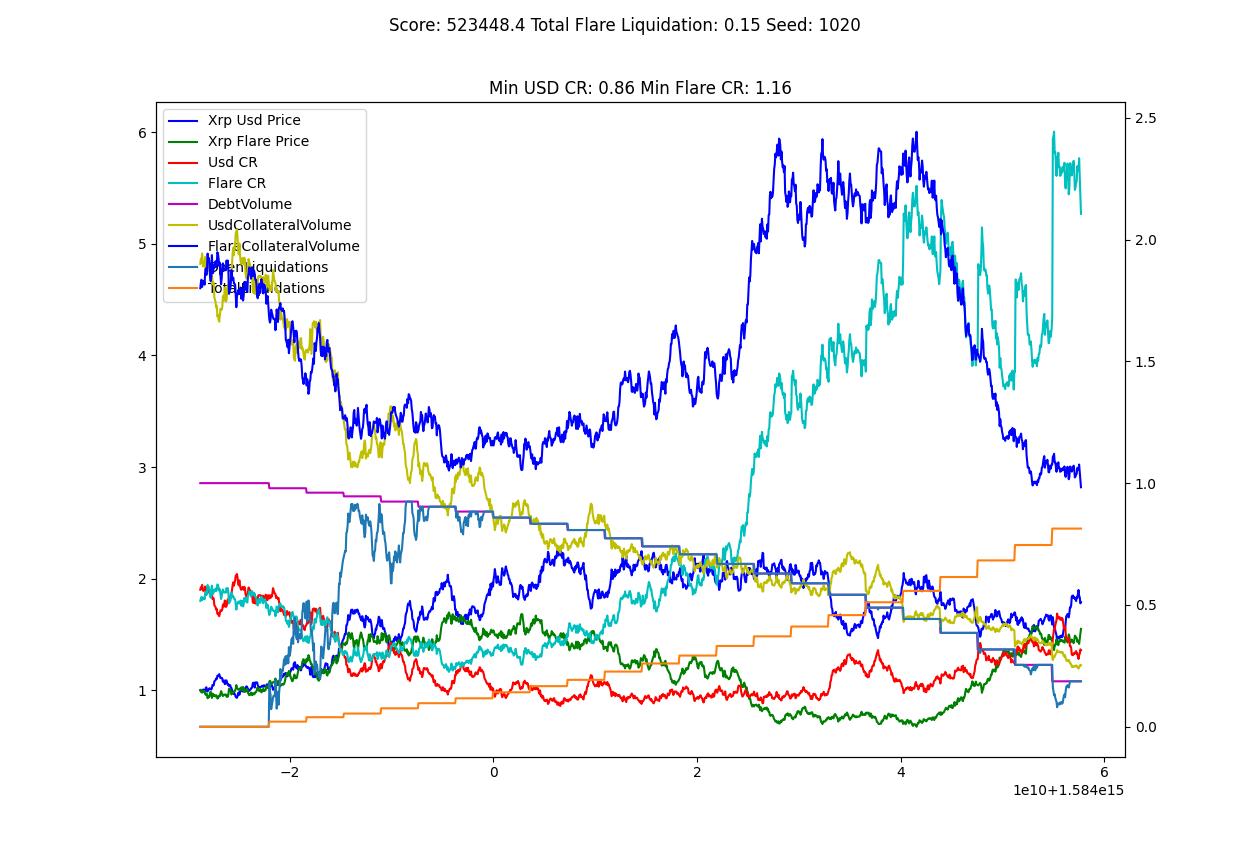 Score: 523448.4 Total Flare Liquidation: 0.15 Seed: 1020
Min USD CR: 0.86 Min Flare CR: 1.16
Xrp Usd Price
Xrp Flare Price
Usd CR
Flare CR
DebtVolume
UsdCollateralVolume
FlareCollateralVolume
OpenLiquidations
TotalLiquidations
6
5
4
3
2
1
2.5
2.0
1.5
1.0
0.5
0.0
−2
0
2
4
6
1e10+1.584e15